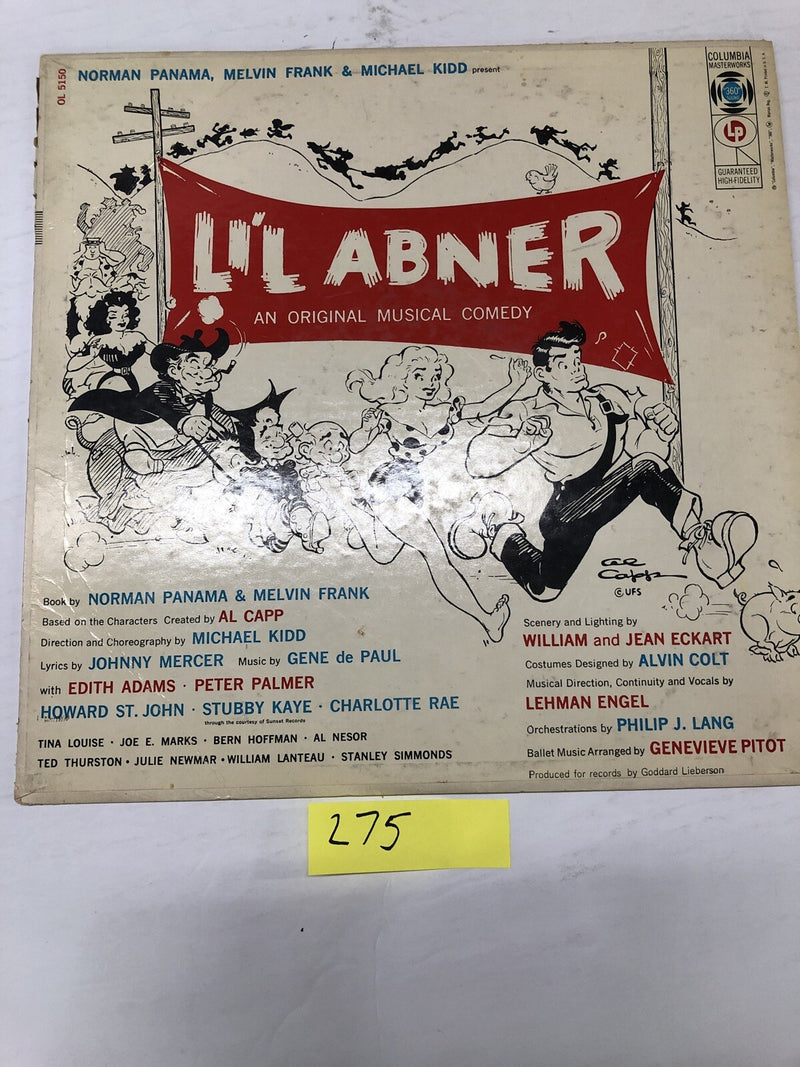 OL 5150
NORMAN PANAMA, MELVIN FRANK & MICHAEL KIDD present
COLUMBIA
MASTERWORKS
360°
LP
GUARANTEED
HIGH-FIDELITY
LI'L ABNER
AN ORIGINAL MUSICAL COMEDY
Al
Capp
© UFS
Book by NORMAN PANAMA & MELVIN FRANK
Based on the Characters Created by AL CAPP
Direction and Choreography by MICHAEL KIDD
Lyrics by JOHNNY MERCER Music by GENE de PAUL
with EDITH ADAMS · PETER PALMER
HOWARD ST. JOHN · STUBBY KAYE · CHARLOTTE RAE
through the courtesy of Sunset Records
TINA LOUISE · JOE E. MARKS · BERN HOFFMAN · AL NESOR
TED THURSTON · JULIE NEWMAR · WILLIAM LANTEAU · STANLEY SIMMONDS
Scenery and Lighting by
WILLIAM and JEAN ECKART
Costumes Designed by ALVIN COLT
Musical Direction, Continuity and Vocals by
LEHMAN ENGEL
Orchestrations by PHILIP J. LANG
Ballet Music Arranged by GENEVIEVE PITOT
Produced for records by Goddard Lieberson
275